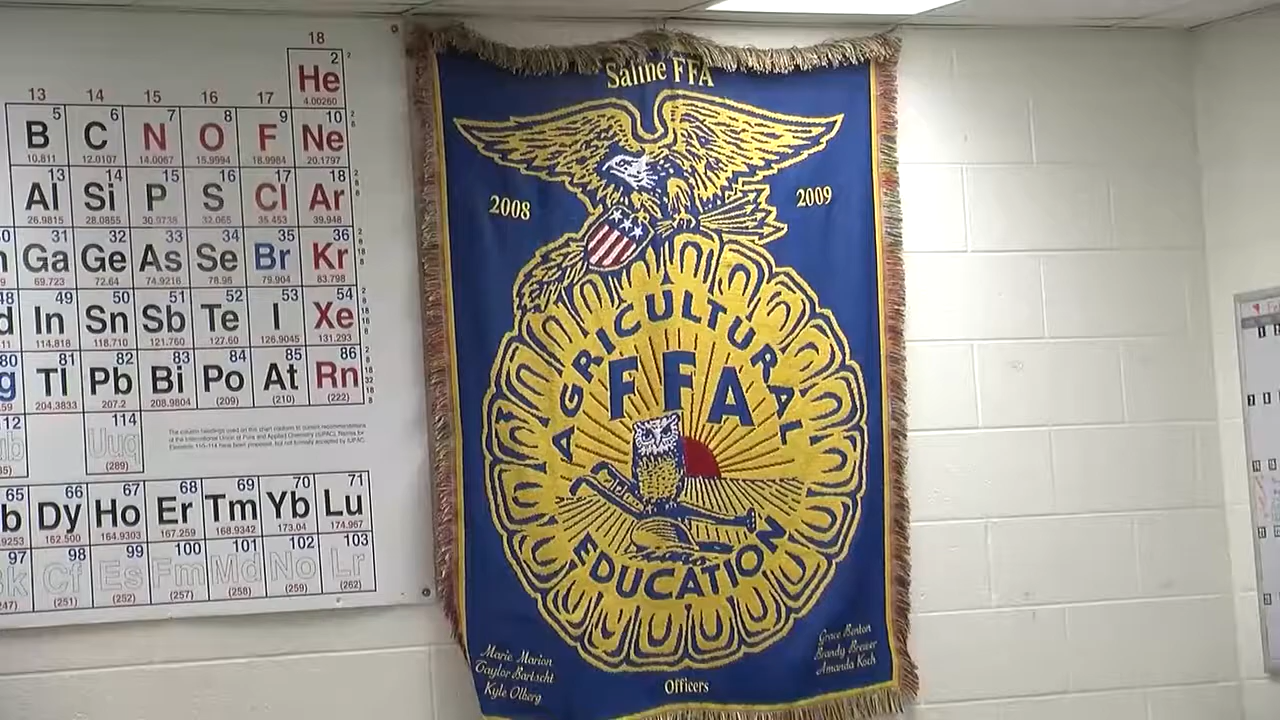 18
2
He
4.00260
13 14 15 16 17
5 6 7 8 9 10
B C N O F Ne
10.811 12.0107 14.0067 15.9994 18.9984 20.1797
13 14 15 16 17 18
Al Si P S Cl Ar
26.9815 28.0855 30.9738 32.065 35.453 39.948
31 32 33 34 35 36
Ga Ge As Se Br Kr
69.723 72.64 74.9216 78.96 79.904 83.798
49 50 51 52 53 54
In Sn Sb Te I Xe
114.818 118.710 121.760 127.60 126.9045 131.293
81 82 83 84 85 86
Tl Pb Bi Po At Rn
204.3833 207.2 208.9804 (209) (210) (222)
112 114
Uuq
(289)
65 66 67 68 69 70 71
Dy Ho Er Tm Yb Lu
162.500 164.9303 167.259 168.9342 173.04 174.967
97 98 99 100 101 102 103
Cf Es Fm Md No Lr
(251) (252) (257) (258) (259) (262)
Saline FFA
2008 2009
AGRICULTURAL
FFA
EDUCATION
Marie Marion
Taylor Bartscht
Kyle Olberg
Officers
Grace Benton
Brandy Brewer
Amanda Koch